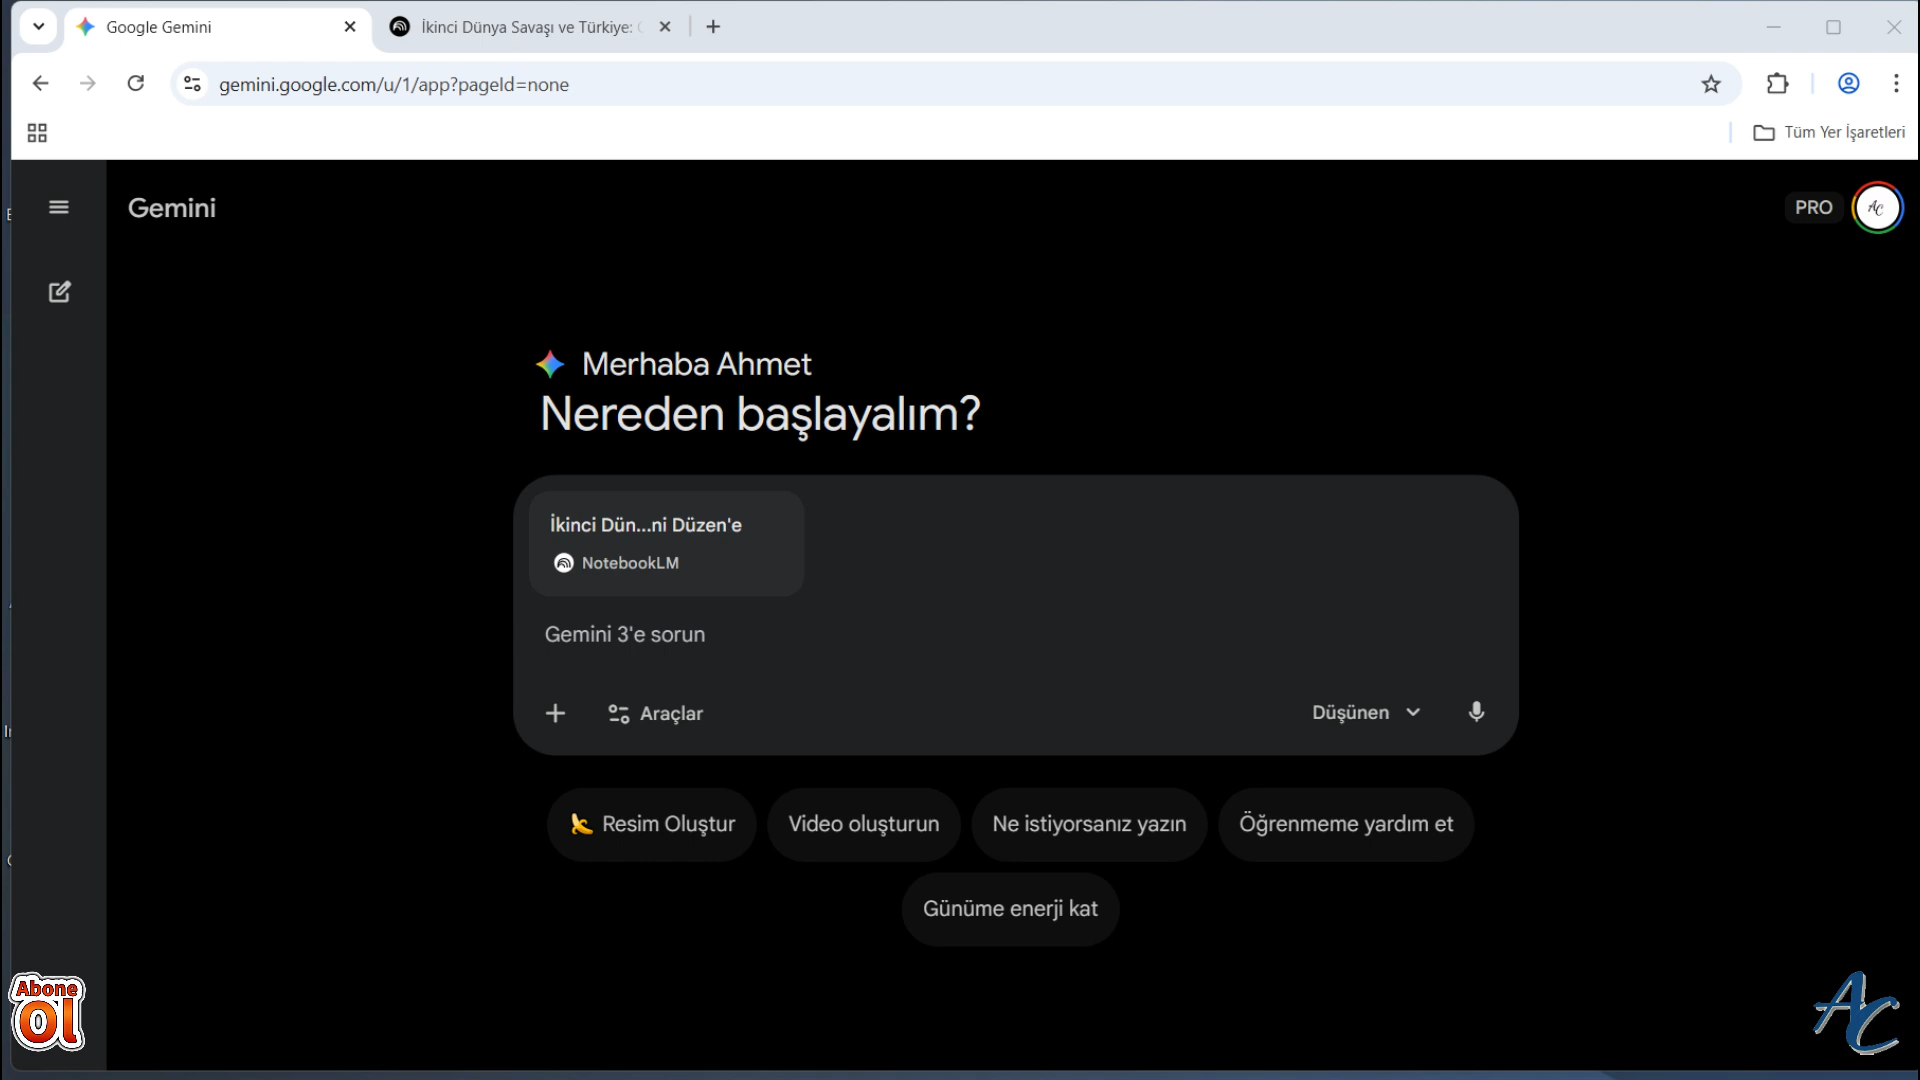 Google Gemini
İkinci Dünya Savaşı ve Türkiye:
gemini.google.com/u/1/app?pageId=none
Tüm Yer İşaretleri
Gemini
PRO
AC
Merhaba Ahmet
Nereden başlayalım?
İkinci Dün...ni Düzen'e
NotebookLM
Gemini 3'e sorun
Araçlar
Düşünen
Resim Oluştur
Video oluşturun
Ne istiyorsanız yazın
Öğrenmeme yardım et
Günüme enerji kat
Abone
Ol
AC